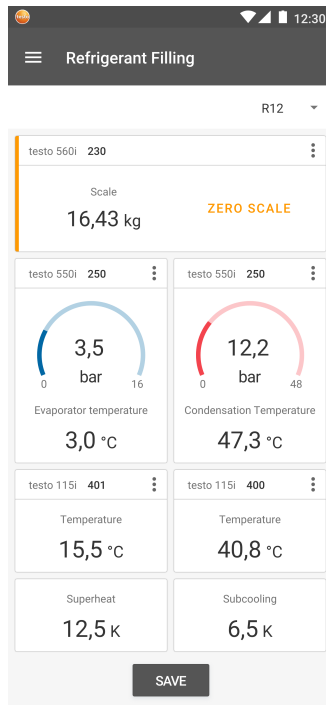 testo
12:30
Refrigerant Filling
R12
testo 560i 230
Scale
16,43 kg
ZERO SCALE
testo 550i 250
3,5
bar
0 16
Evaporator temperature
3,0 °C
testo 550i 250
12,2
bar
0 48
Condensation Temperature
47,3 °C
testo 115i 401
Temperature
15,5 °C
testo 115i 400
Temperature
40,8 °C
Superheat
12,5 K
Subcooling
6,5 K
SAVE